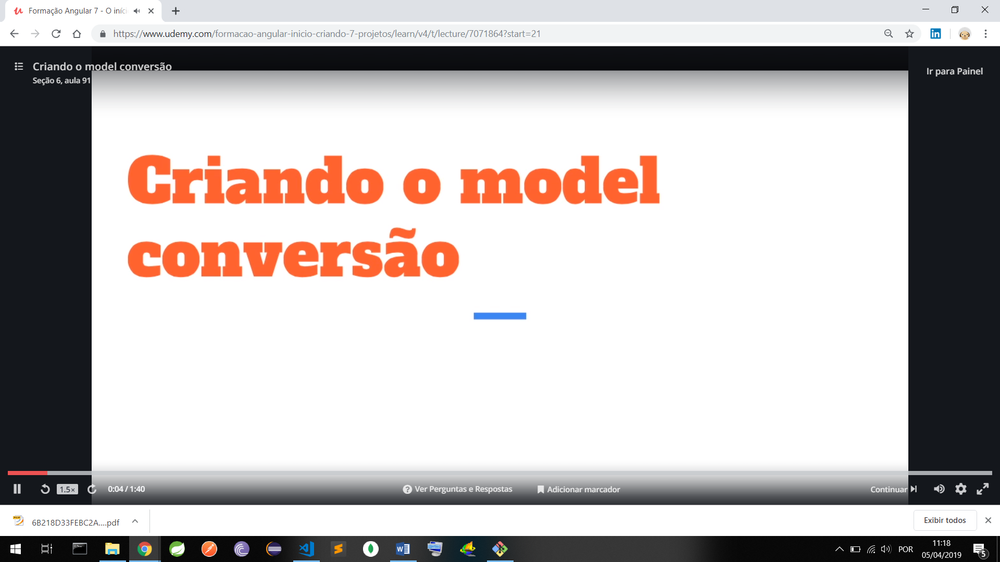 Formação Angular 7 - O iníci
https://www.udemy.com/formacao-angular-inicio-criando-7-projetos/learn/v4/t/lecture/7071864?start=21
Criando o model conversão
Seção 6, aula 91
Ir para Painel
Criando o model
conversão
1.5×
0:04 / 1:40
Ver Perguntas e Respostas
Adicionar marcador
Continuar
6B218D33FEBC2A....pdf
Exibir todos
POR
11:18
05/04/2019
5